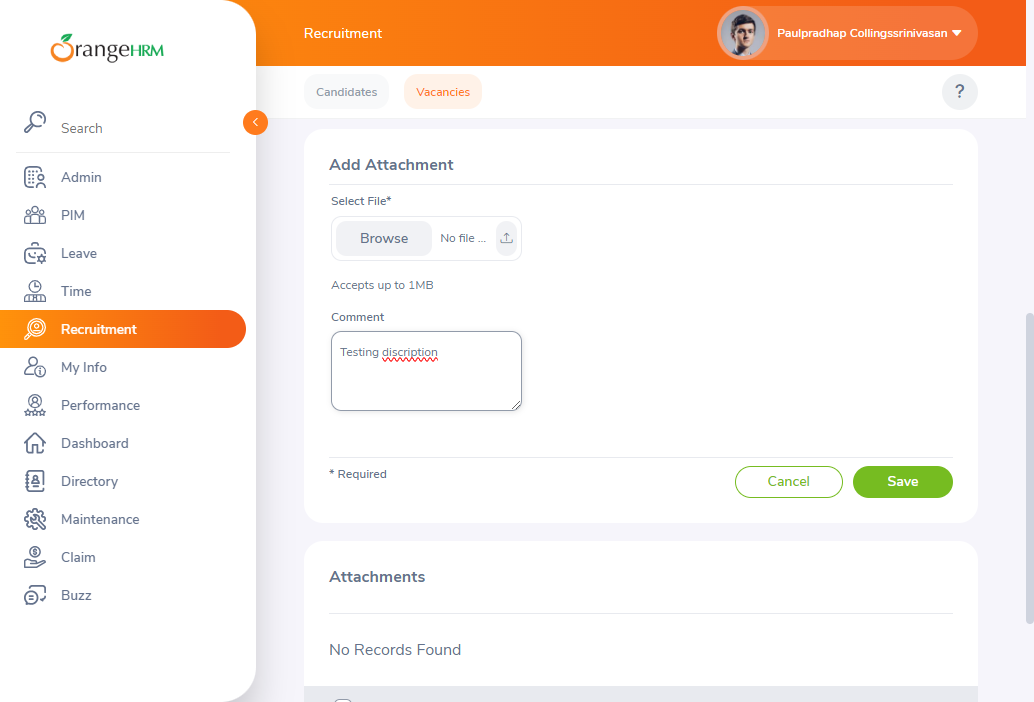 OrangeHRM
Recruitment
Paulpradhap Collingssrinivasan
Candidates
Vacancies
?
Search
Admin
PIM
Leave
Time
Recruitment
My Info
Performance
Dashboard
Directory
Maintenance
Claim
Buzz
Add Attachment
Select File*
Browse
No file ...
Accepts up to 1MB
Comment
Testing discription
* Required
Cancel
Save
Attachments
No Records Found